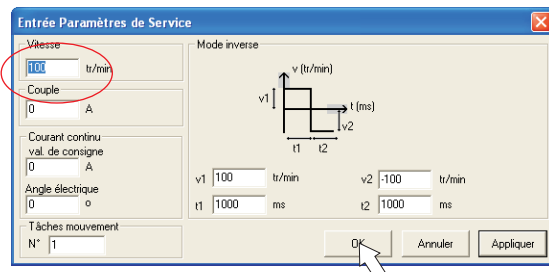 Entrée Paramètres de Service
Vitesse
100 tr/min
Couple
0 A
Courant continu
val. de consigne
0 A
Angle électrique
0 o
Tâches mouvement
N° 1
Mode inverse
v (tr/min)
v1
t (ms)
v2
t1 t2
v1 100 tr/min v2 -100 tr/min
t1 1000 ms t2 1000 ms
OK Annuler Appliquer